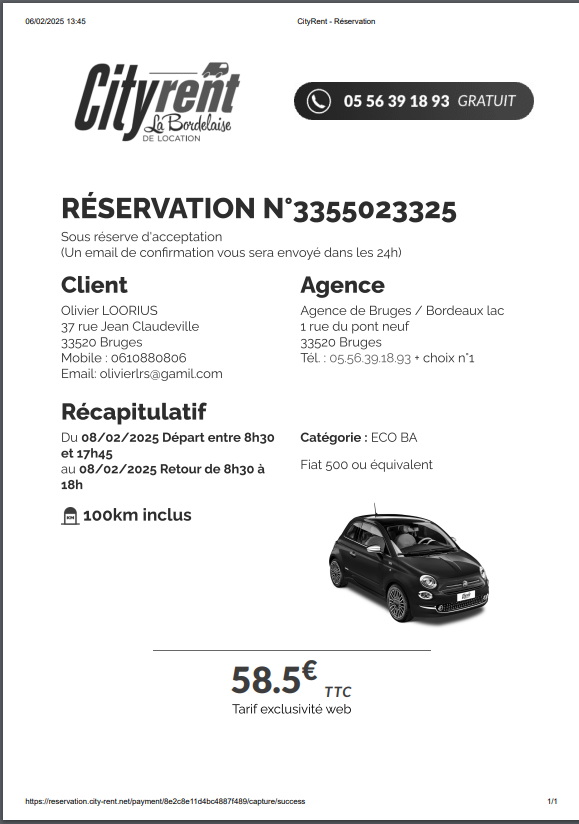 06/02/2025 13:45
CityRent - Réservation
Cityrent
La Bordelaise
DE LOCATION
05 56 39 18 93 GRATUIT
RÉSERVATION N°3355023325
Sous réserve d'acceptation
(Un email de confirmation vous sera envoyé dans les 24h)
Client
Olivier LOORIUS
37 rue Jean Claudeville
33520 Bruges
Mobile : 0610880806
Email: olivierlrs@gamil.com
Agence
Agence de Bruges / Bordeaux lac
1 rue du pont neuf
33520 Bruges
Tél. : 05.56.39.18.93 + choix n°1
Récapitulatif
Du 08/02/2025 Départ entre 8h30
et 17h45
au 08/02/2025 Retour de 8h30 à
18h
KM 100km inclus
Catégorie : ECO BA
Fiat 500 ou équivalent
Cityrent
58.5€ TTC
Tarif exclusivité web
https://reservation.city-rent.net/payment/8e2c8e11d4bc4887f489/capture/success
1/1